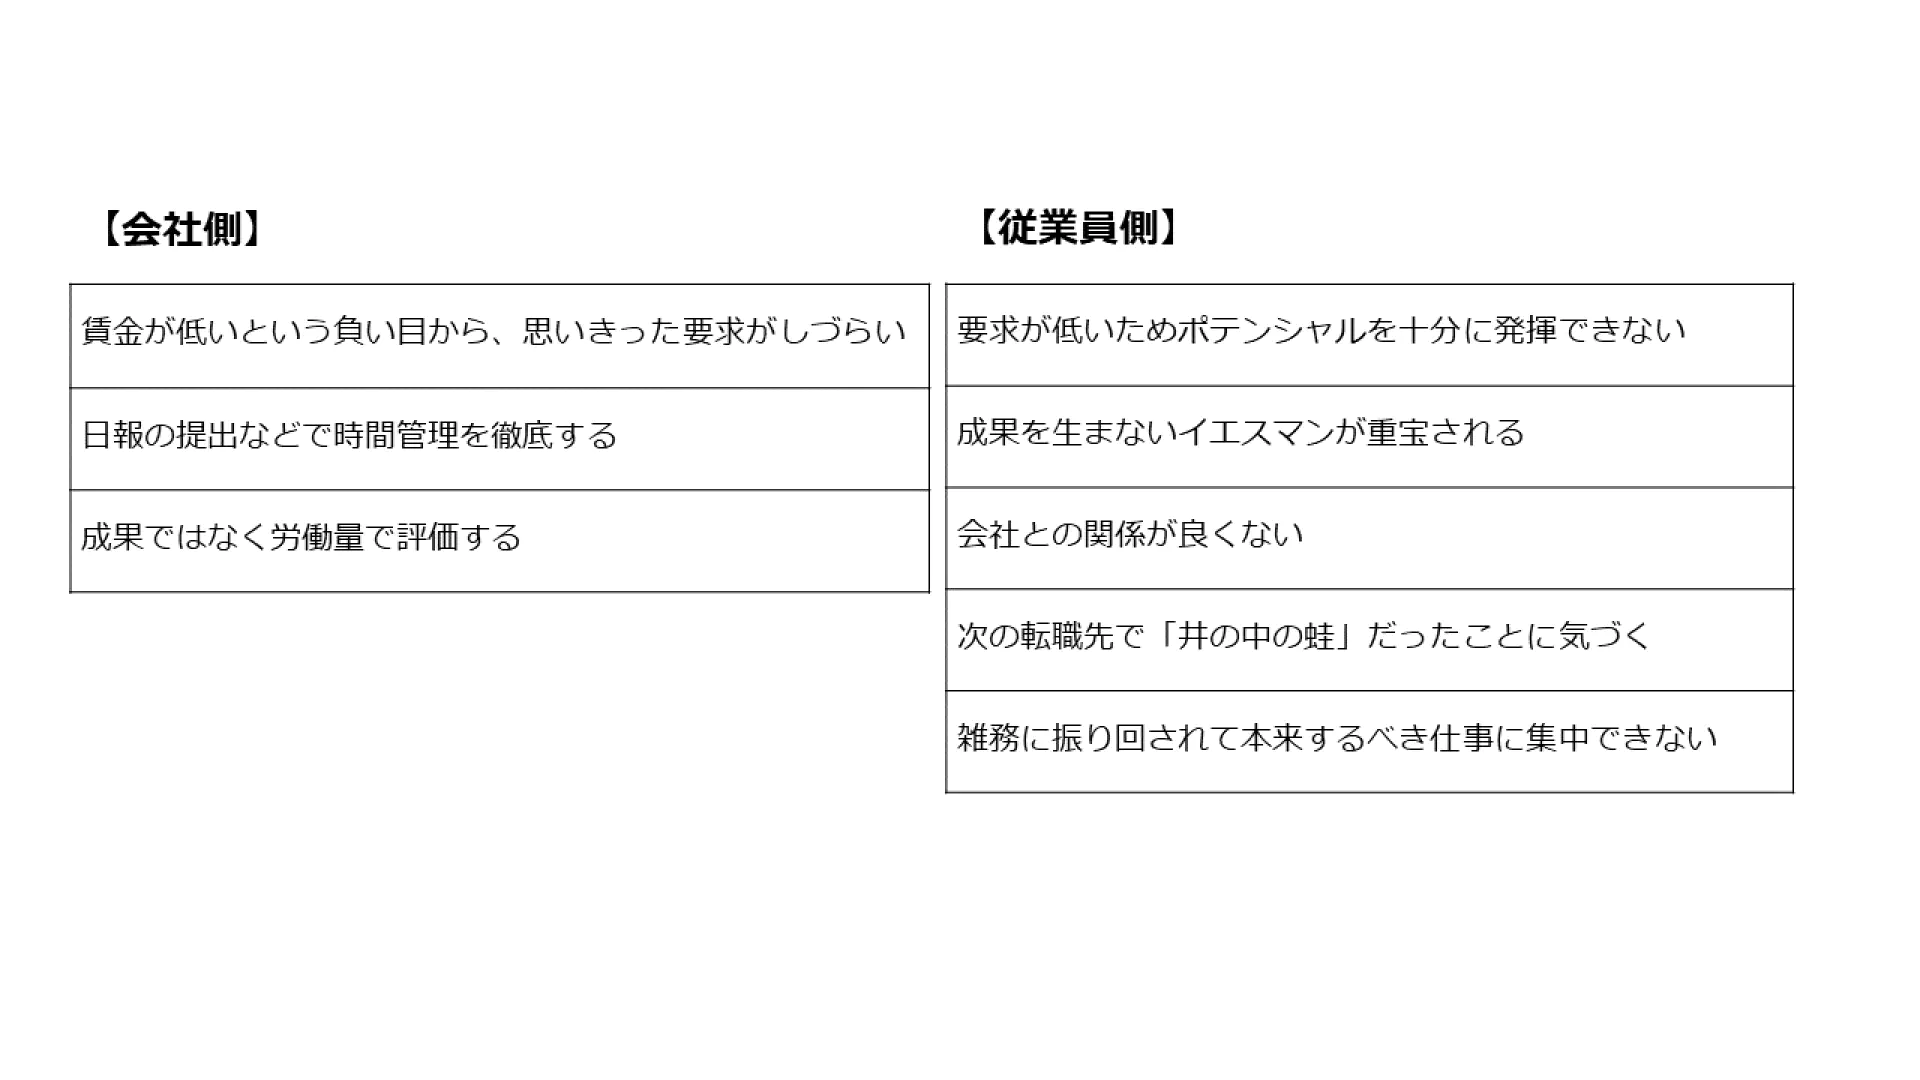 【会社側】
賃金が低いという負い目から、思いきった要求がしづらい
日報の提出などで時間管理を徹底する
成果ではなく労働量で評価する
【従業員側】
要求が低いためポテンシャルを十分に発揮できない
成果を生まないイエスマンが重宝される
会社との関係が良くない
次の転職先で「井の中の蛙」だったことに気づく
雑務に振り回されて本来するべき仕事に集中できない